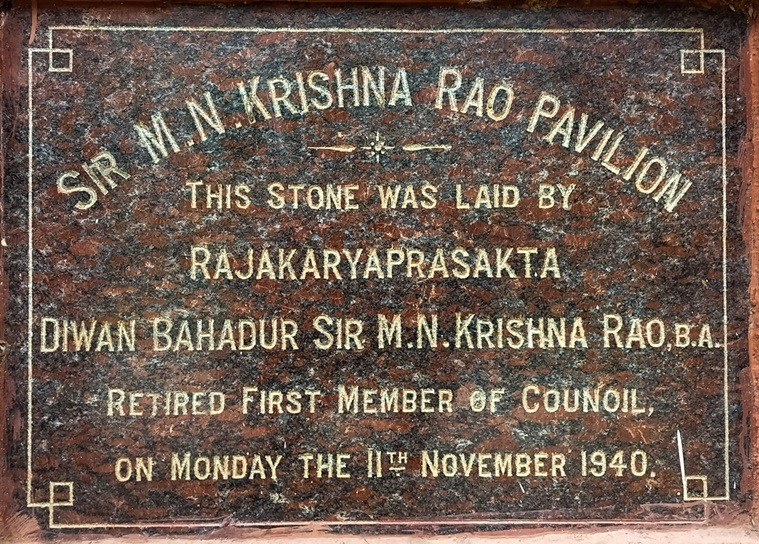 SIR M.N. KRISHNA RAO PAVILION
THIS STONE WAS LAID BY
RAJAKARYAPRASAKTA
DIWAN BAHADUR SIR M.N. KRISHNA RAO, B.A.
RETIRED FIRST MEMBER OF COUNOIL,
ON MONDAY THE 11TH NOVEMBER 1940.